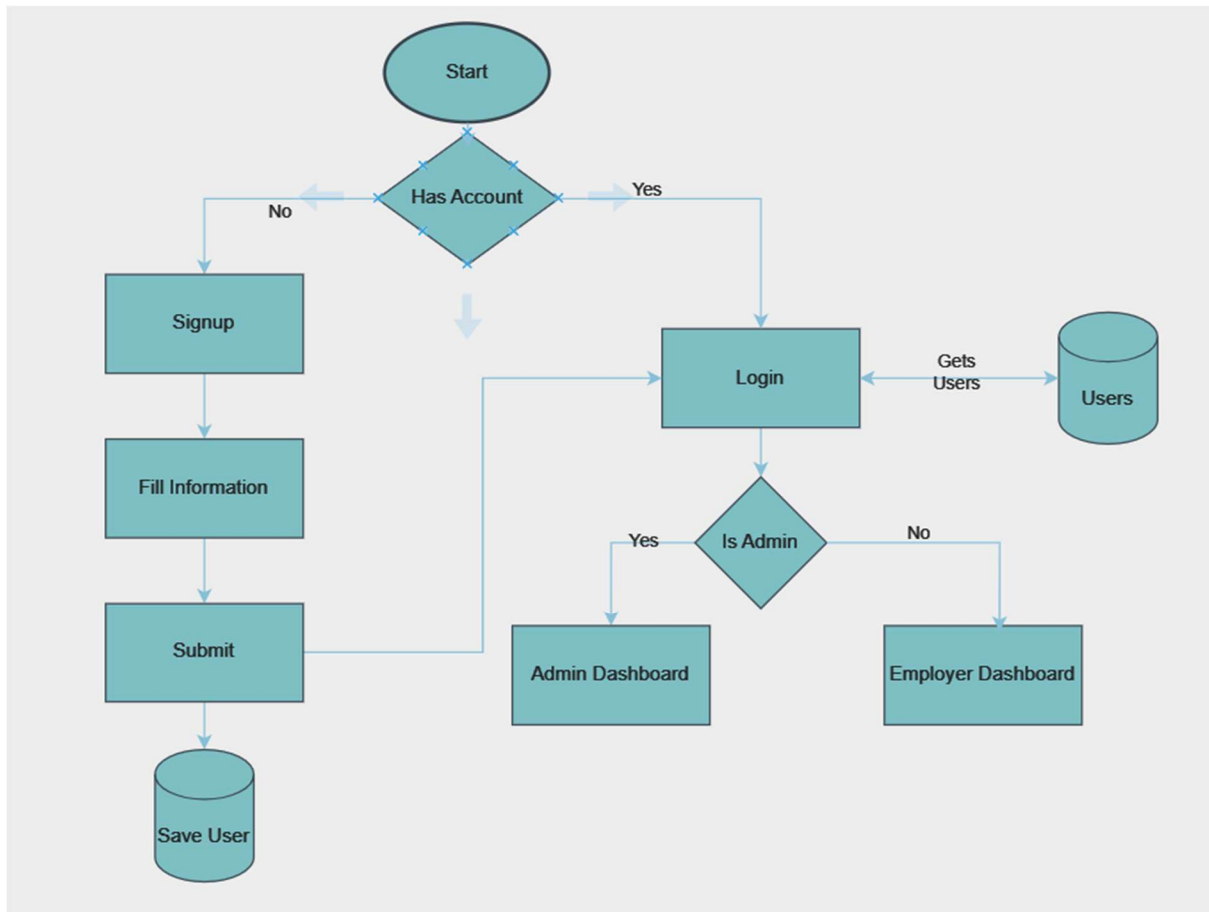 Start
Has Account
No
Yes
Signup
Login
Gets
Users
Users
Fill Information
Is Admin
Yes
No
Submit
Admin Dashboard
Employer Dashboard
Save User